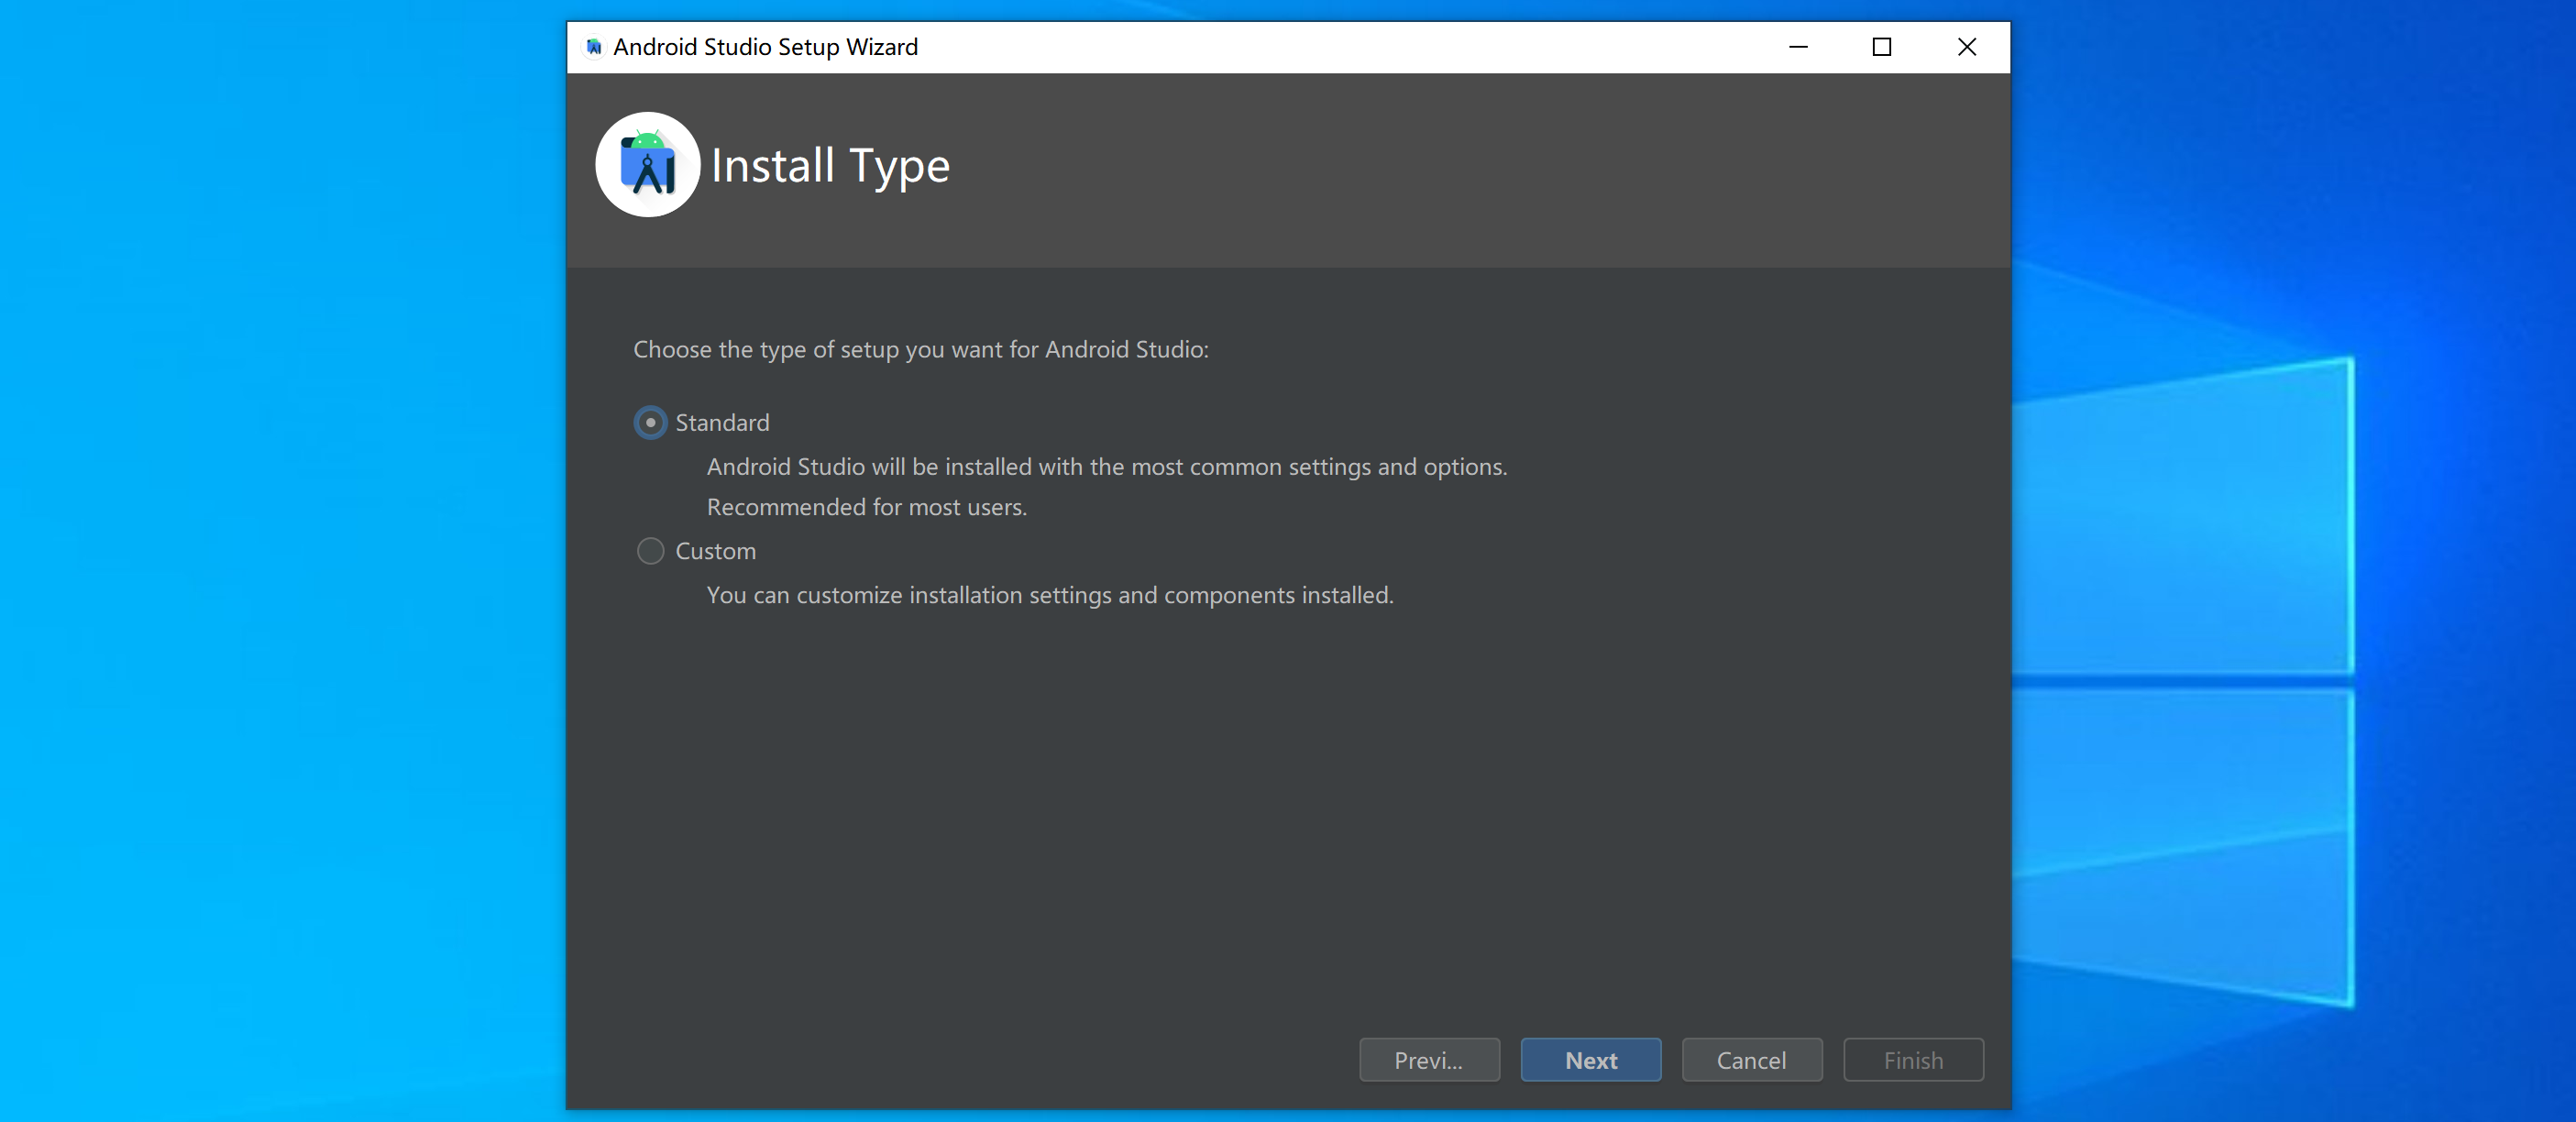 Android Studio Setup Wizard
Install Type
Choose the type of setup you want for Android Studio:
Standard
Android Studio will be installed with the most common settings and options.
Recommended for most users.
Custom
You can customize installation settings and components installed.
Previ... Next Cancel Finish